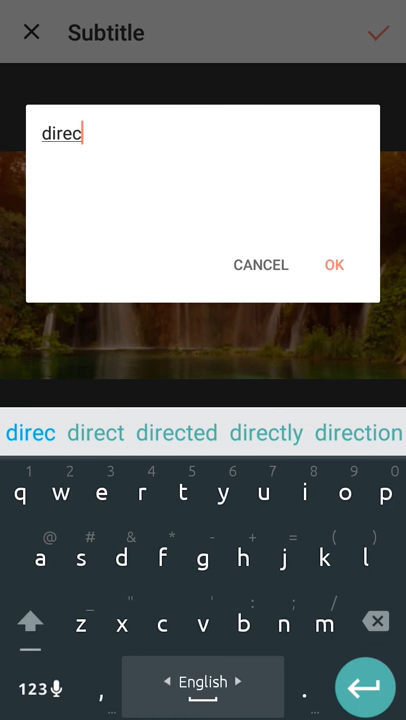 Subtitle
direc
CANCEL OK
direc direct directed directly direction
1 2 3 4 5 6 7 8 9 0
q w e r t y u i o p
@ # & * - + = ( )
a s d f g h j k l
_ " ' : ; /
z x c v b n m
123 , English .